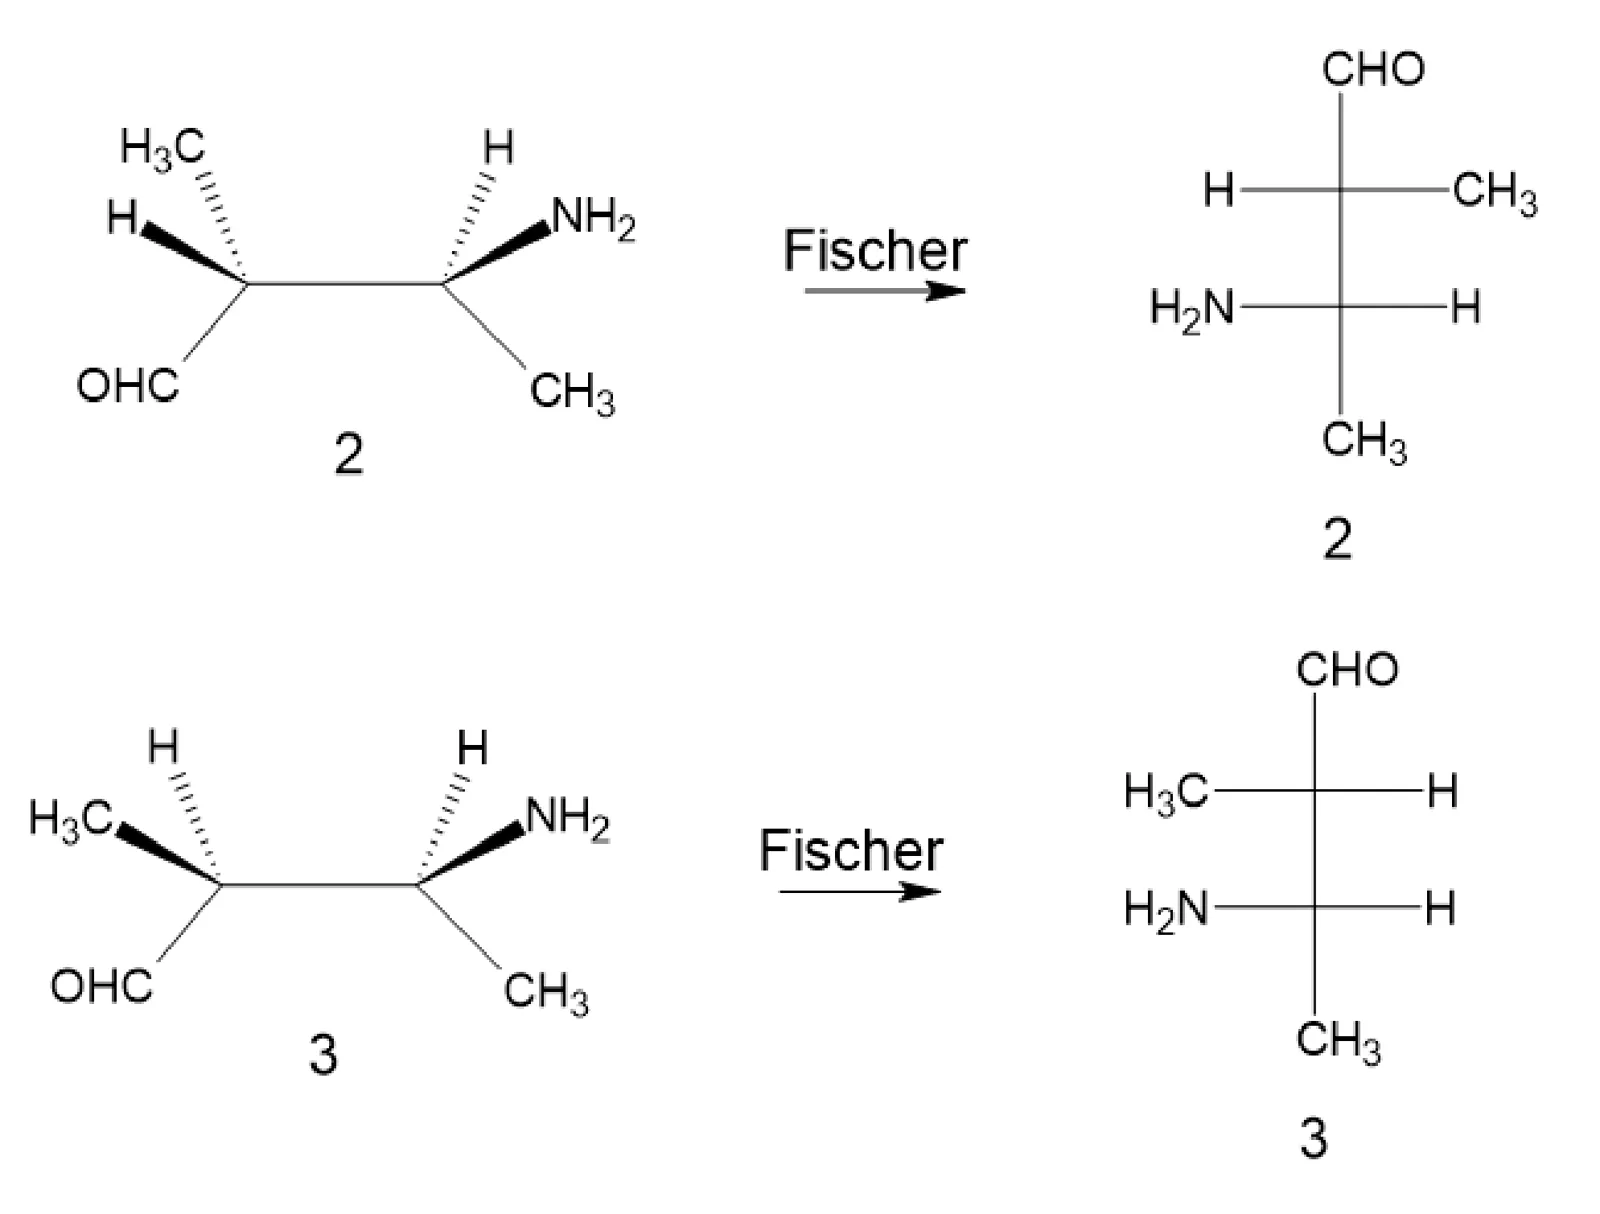 CHO
H₃C H
H NH₂
Fischer
H CH₃
H₂N H
OHC CH₃
CH₃
2
2
CHO
H H
H₃C NH₂
Fischer
H₃C H
H₂N H
OHC CH₃
CH₃
3
3